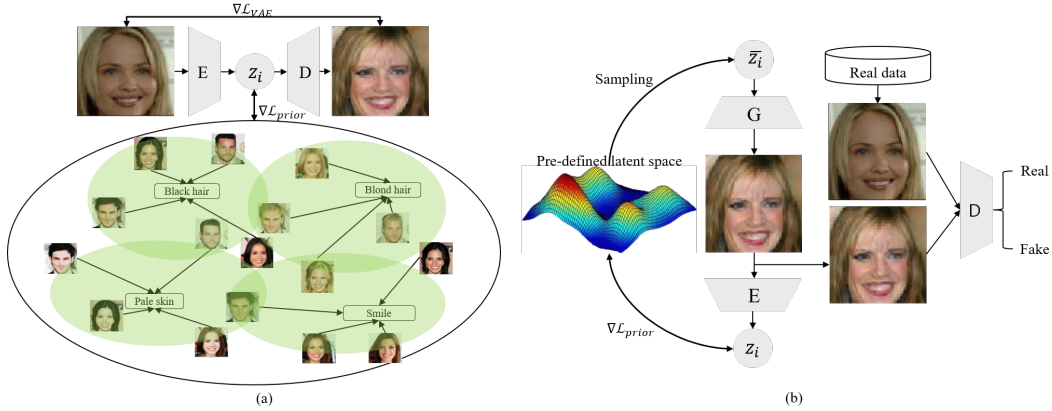 ∇ℒ_VAE
E
z_i
D
∇ℒ_prior
Black hair
Blond hair
Pale skin
Smile
(a)
z̅_i
Sampling
Real data
G
Pre-defined latent space
D
Real
Fake
E
∇ℒ_prior
z_i
(b)